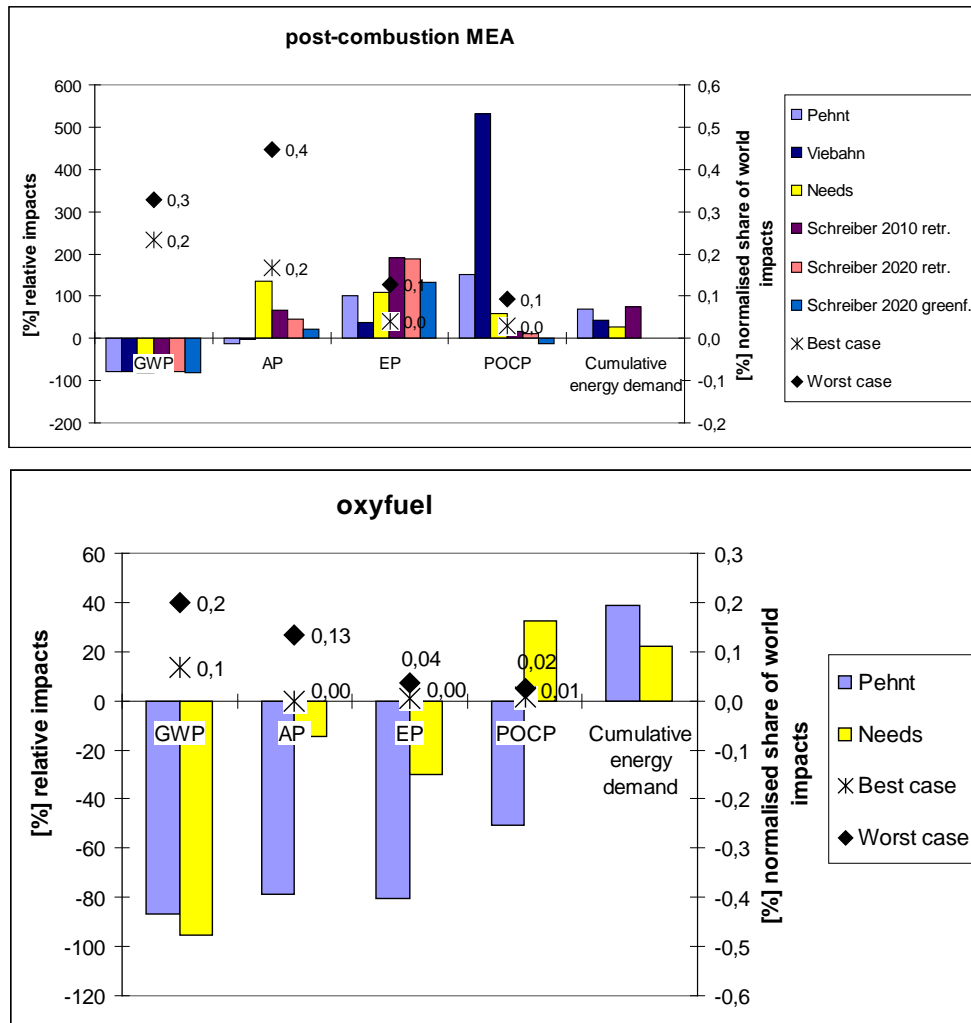 post-combustion MEA
[%] relative impacts
600
500
400
300
200
100
0
-100
-200
0,3
0,2
0,4
0,2
0,1
0,0
0,1
0,0
GWP
AP
EP
POCP
Cumulative
energy demand
0,6
0,5
0,4
0,3
0,2
0,1
0,0
-0,1
-0,2
[%] normalised share of world
impacts
Pehnt
Viebahn
Needs
Schreiber 2010 retr.
Schreiber 2020 retr.
Schreiber 2020 greenf.
Best case
Worst case
oxyfuel
[%] relative impacts
60
40
20
0
-20
-40
-60
-80
-100
-120
0,2
0,1
0,13
0,00
0,04
0,00
0,02
0,01
GWP
AP
EP
POCP
Cumulative
energy
demand
0,3
0,2
0,1
0,0
-0,1
-0,2
-0,3
-0,4
-0,5
-0,6
[%] normalised share of world
impacts
Pehnt
Needs
Best case
Worst case